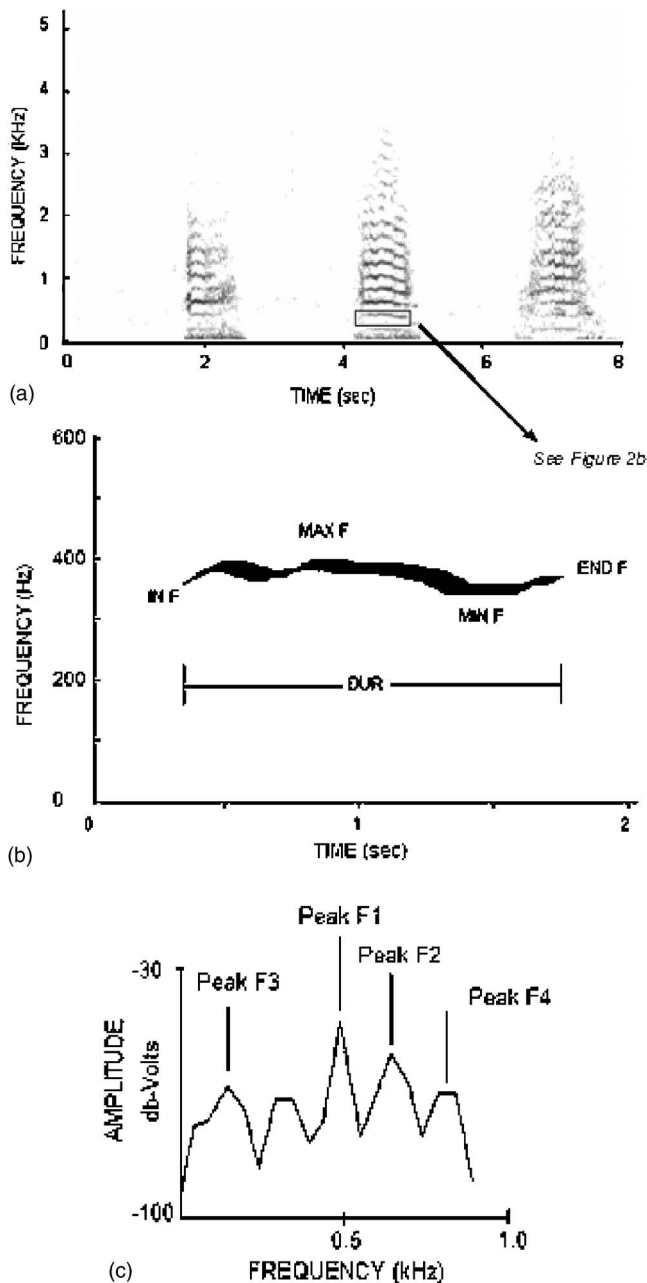 5
4
3
2
1
0
FREQUENCY (KHz)
0 2 4 6 8
TIME (sec)
(a)
See Figure 2b
600
400
200
0
FREQUENCY (Hz)
MAX F
IN F
MIN F
END F
DUR
0 1 2
TIME (sec)
(b)
Peak F1
Peak F2
Peak F3
Peak F4
-30
-100
AMPLITUDE,
db-Volts
0.5 1.0
FREQUENCY (kHz)
(c)